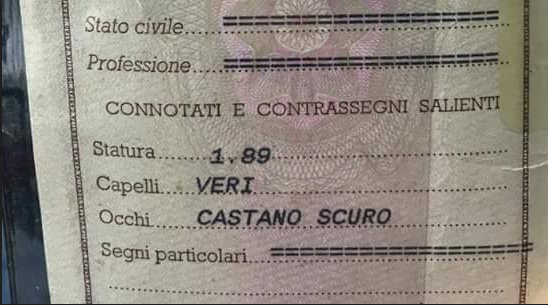 Stato civile.....================================
Professione....================================
CONNOTATI E CONTRASSEGNI SALIENTI
Statura.......1.89..............................
Capelli.....VERI..............................
Occhi.......CASTANO SCURO..................
Segni particolari....==============================
................................................................